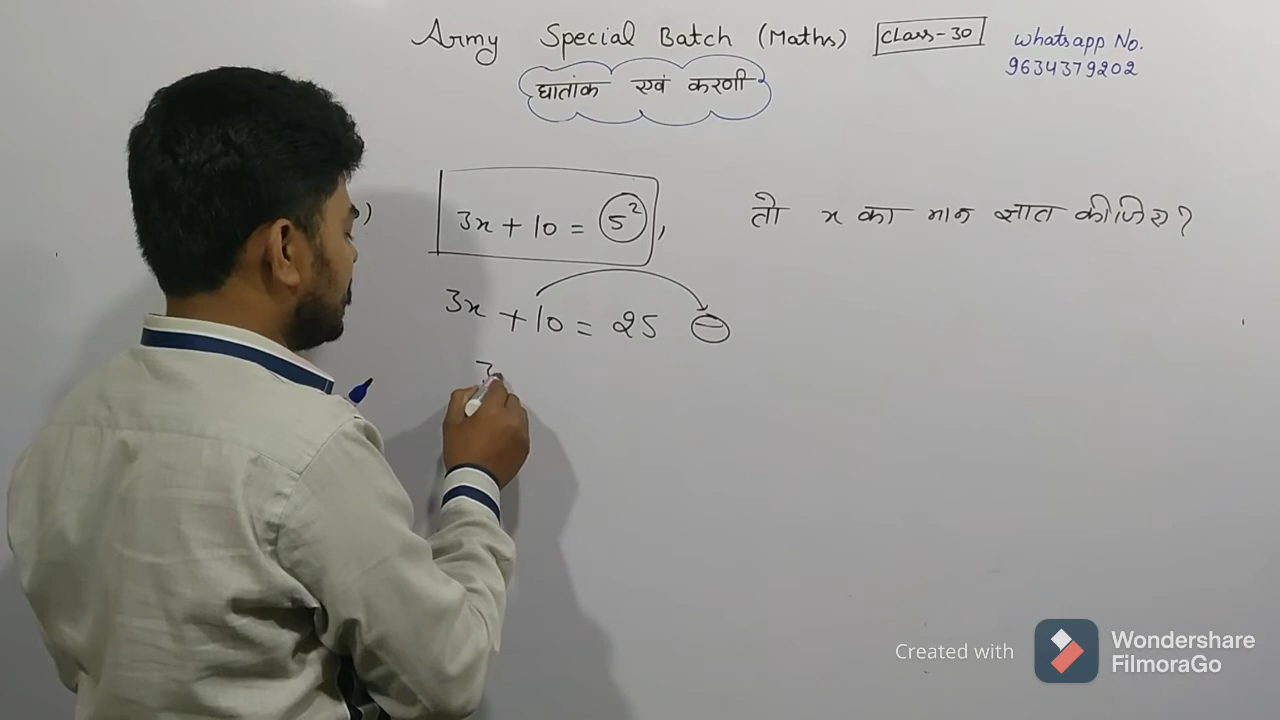 Army Special Batch (Maths) Class-30 Whatsapp No.
9634379202
घातांक एवं करणी
) 3x + 10 = 5², तो x का मान ज्ञात कीजिए?
3x + 10 = 25 ⊖
3
Created with Wondershare FilmoraGo